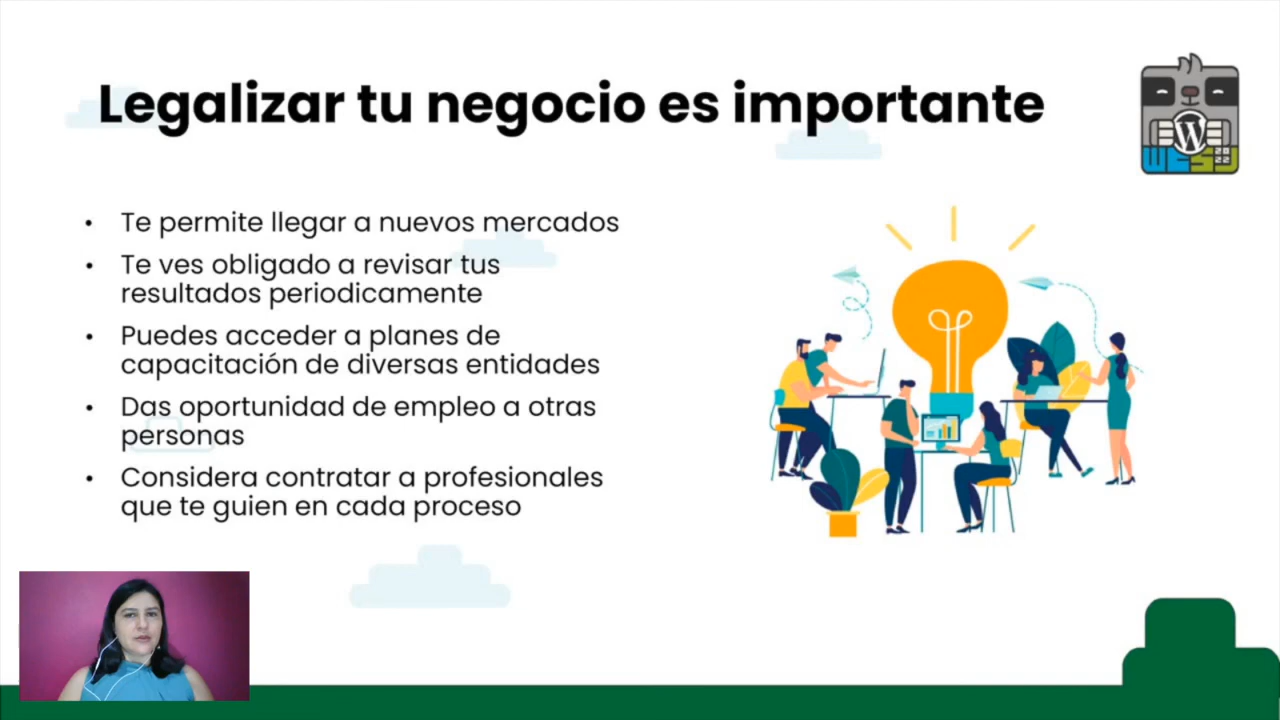 Legalizar tu negocio es importante
• Te permite llegar a nuevos mercados
• Te ves obligado a revisar tus
resultados periodicamente
• Puedes acceder a planes de
capacitación de diversas entidades
• Das oportunidad de empleo a otras
personas
• Considera contratar a profesionales
que te guien en cada proceso
W
WCSJ